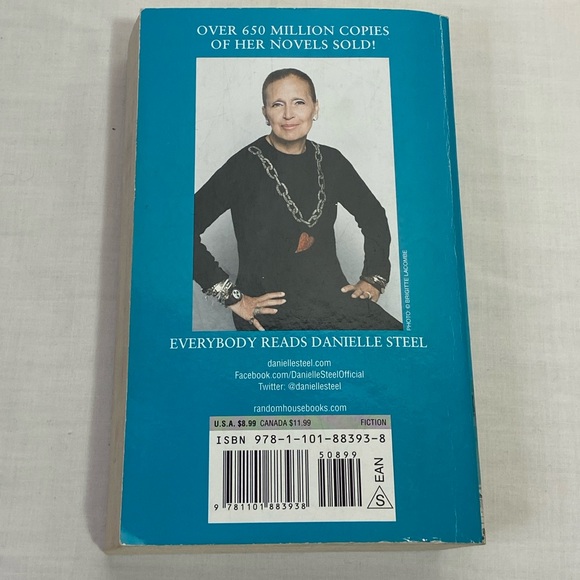 OVER 650 MILLION COPIES
OF HER NOVELS SOLD!
PHOTO: © BRIGITTE LACOMBE
EVERYBODY READS DANIELLE STEEL
daniellesteel.com
Facebook.com/DanielleSteelOfficial
Twitter: @daniellesteel
randomhousebooks.com
U.S.A. $8.99 CANADA $11.99 FICTION
ISBN 978-1-101-88393-8
50899
9 781101 883938
S
EAN